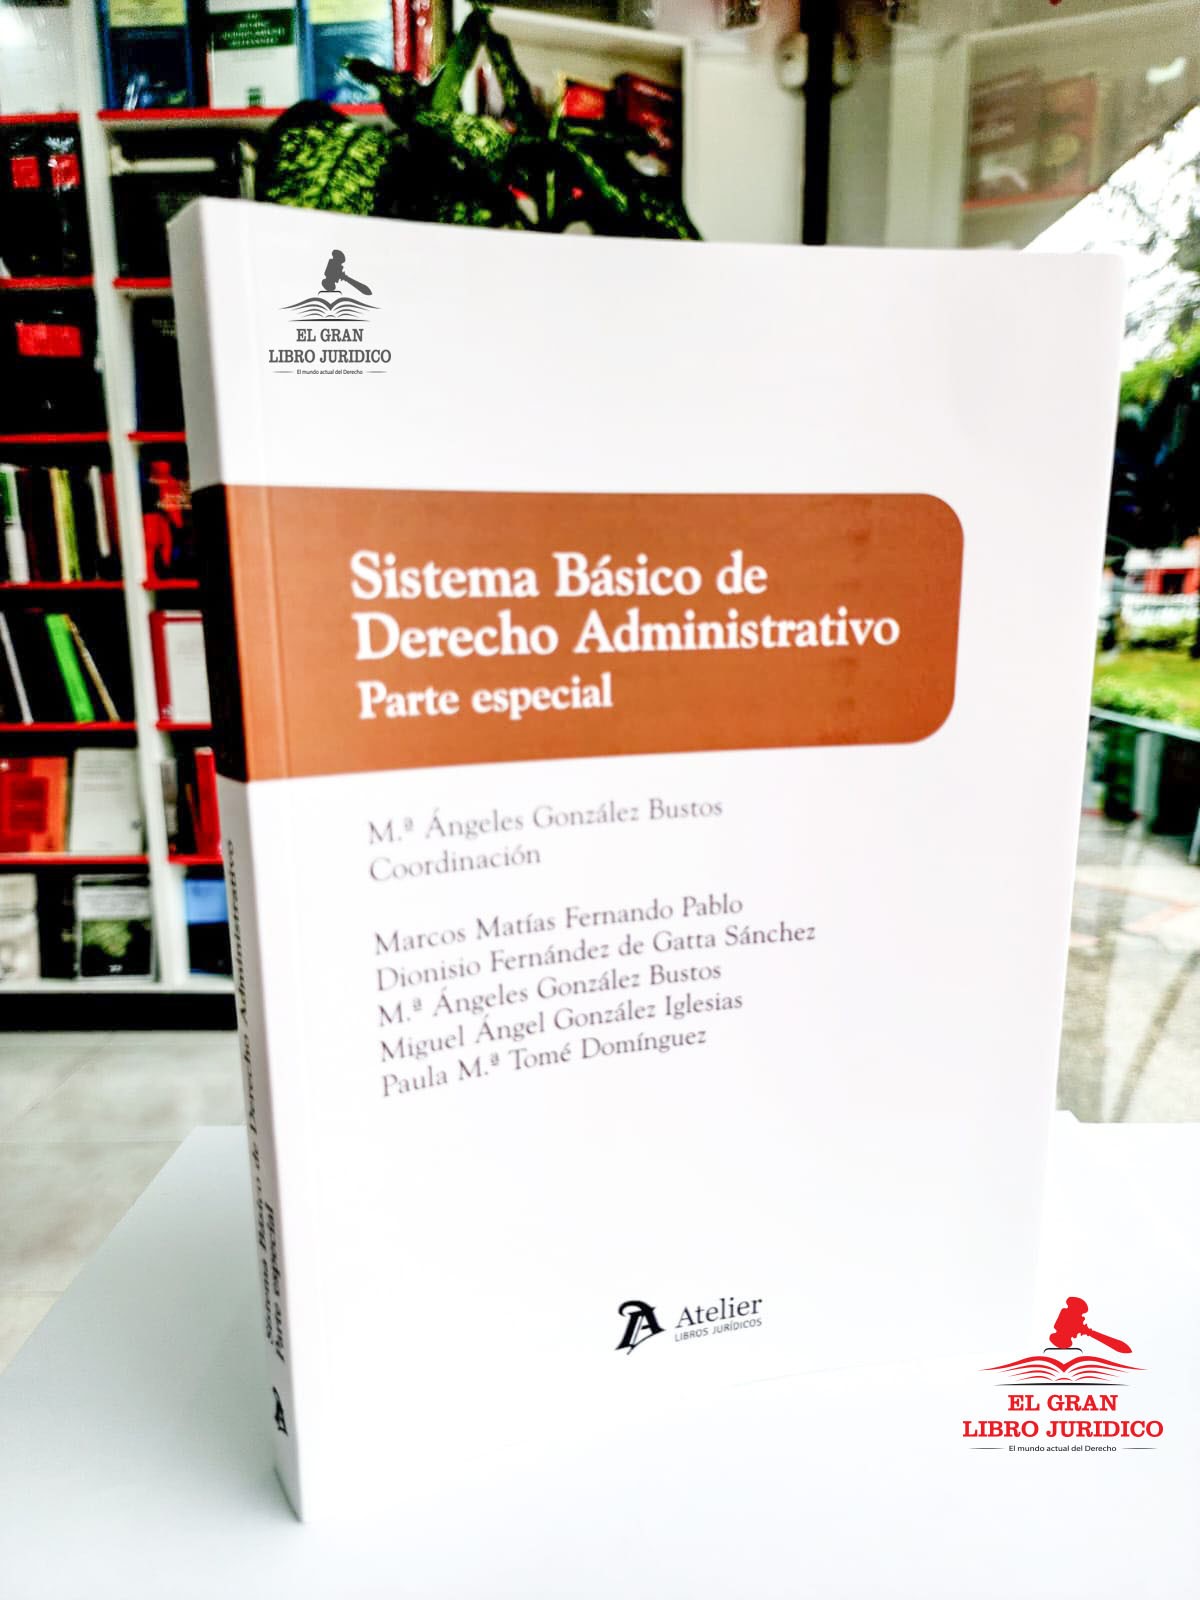 EL GRAN
LIBRO JURIDICO
El mundo actual del Derecho
Sistema Básico de
Derecho Administrativo
Parte especial
M.ª Ángeles González Bustos
Coordinación
Marcos Matías Fernando Pablo
Dionisio Fernández de Gatta Sánchez
M.ª Ángeles González Bustos
Miguel Ángel González Iglesias
Paula M.ª Tomé Domínguez
Atelier
LIBROS JURÍDICOS
Sistema Básico de Derecho Administrativo
Parte especial
EL GRAN
LIBRO JURIDICO
El mundo actual del Derecho